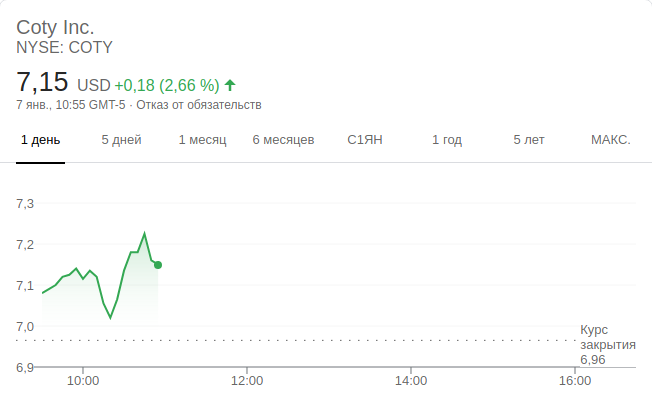 Coty Inc.
NYSE: COTY
7,15 USD +0,18 (2,66 %)
7 янв., 10:55 GMT-5 · Отказ от обязательств
1 день 5 дней 1 месяц 6 месяцев С1ЯН 1 год 5 лет МАКС.
7,3
7,2
7,1
7,0
Курс
закрытия
6,96
6,9
10:00 12:00 14:00 16:00